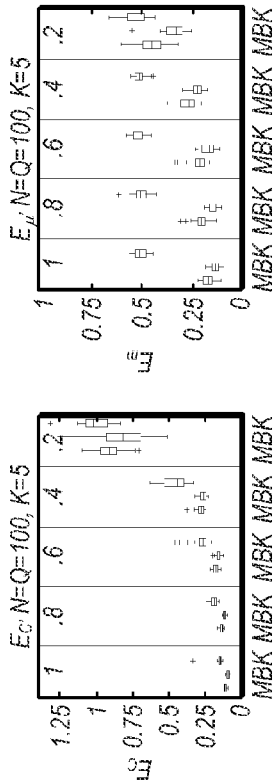 E_C, N=Q=100, K=5
1 .8 .6 .4 .2
1.25
1
0.75
0.5
0.25
0
E_C
MBK MBK MBK MBK MBK
E_μ, N=Q=100, K=5
1 .8 .6 .4 .2
1
0.75
0.5
0.25
0
E_m
MBK MBK MBK MBK MBK